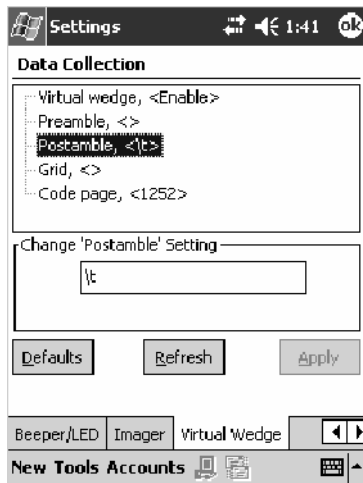 Settings 1:41 ok
Data Collection
Virtual wedge, <Enable>
Preamble, <>
Postamble, <\t>
Grid, <>
Code page, <1252>
Change 'Postamble' Setting
\t
Defaults Refresh Apply
Beeper/LED Imager Virtual Wedge
New Tools Accounts